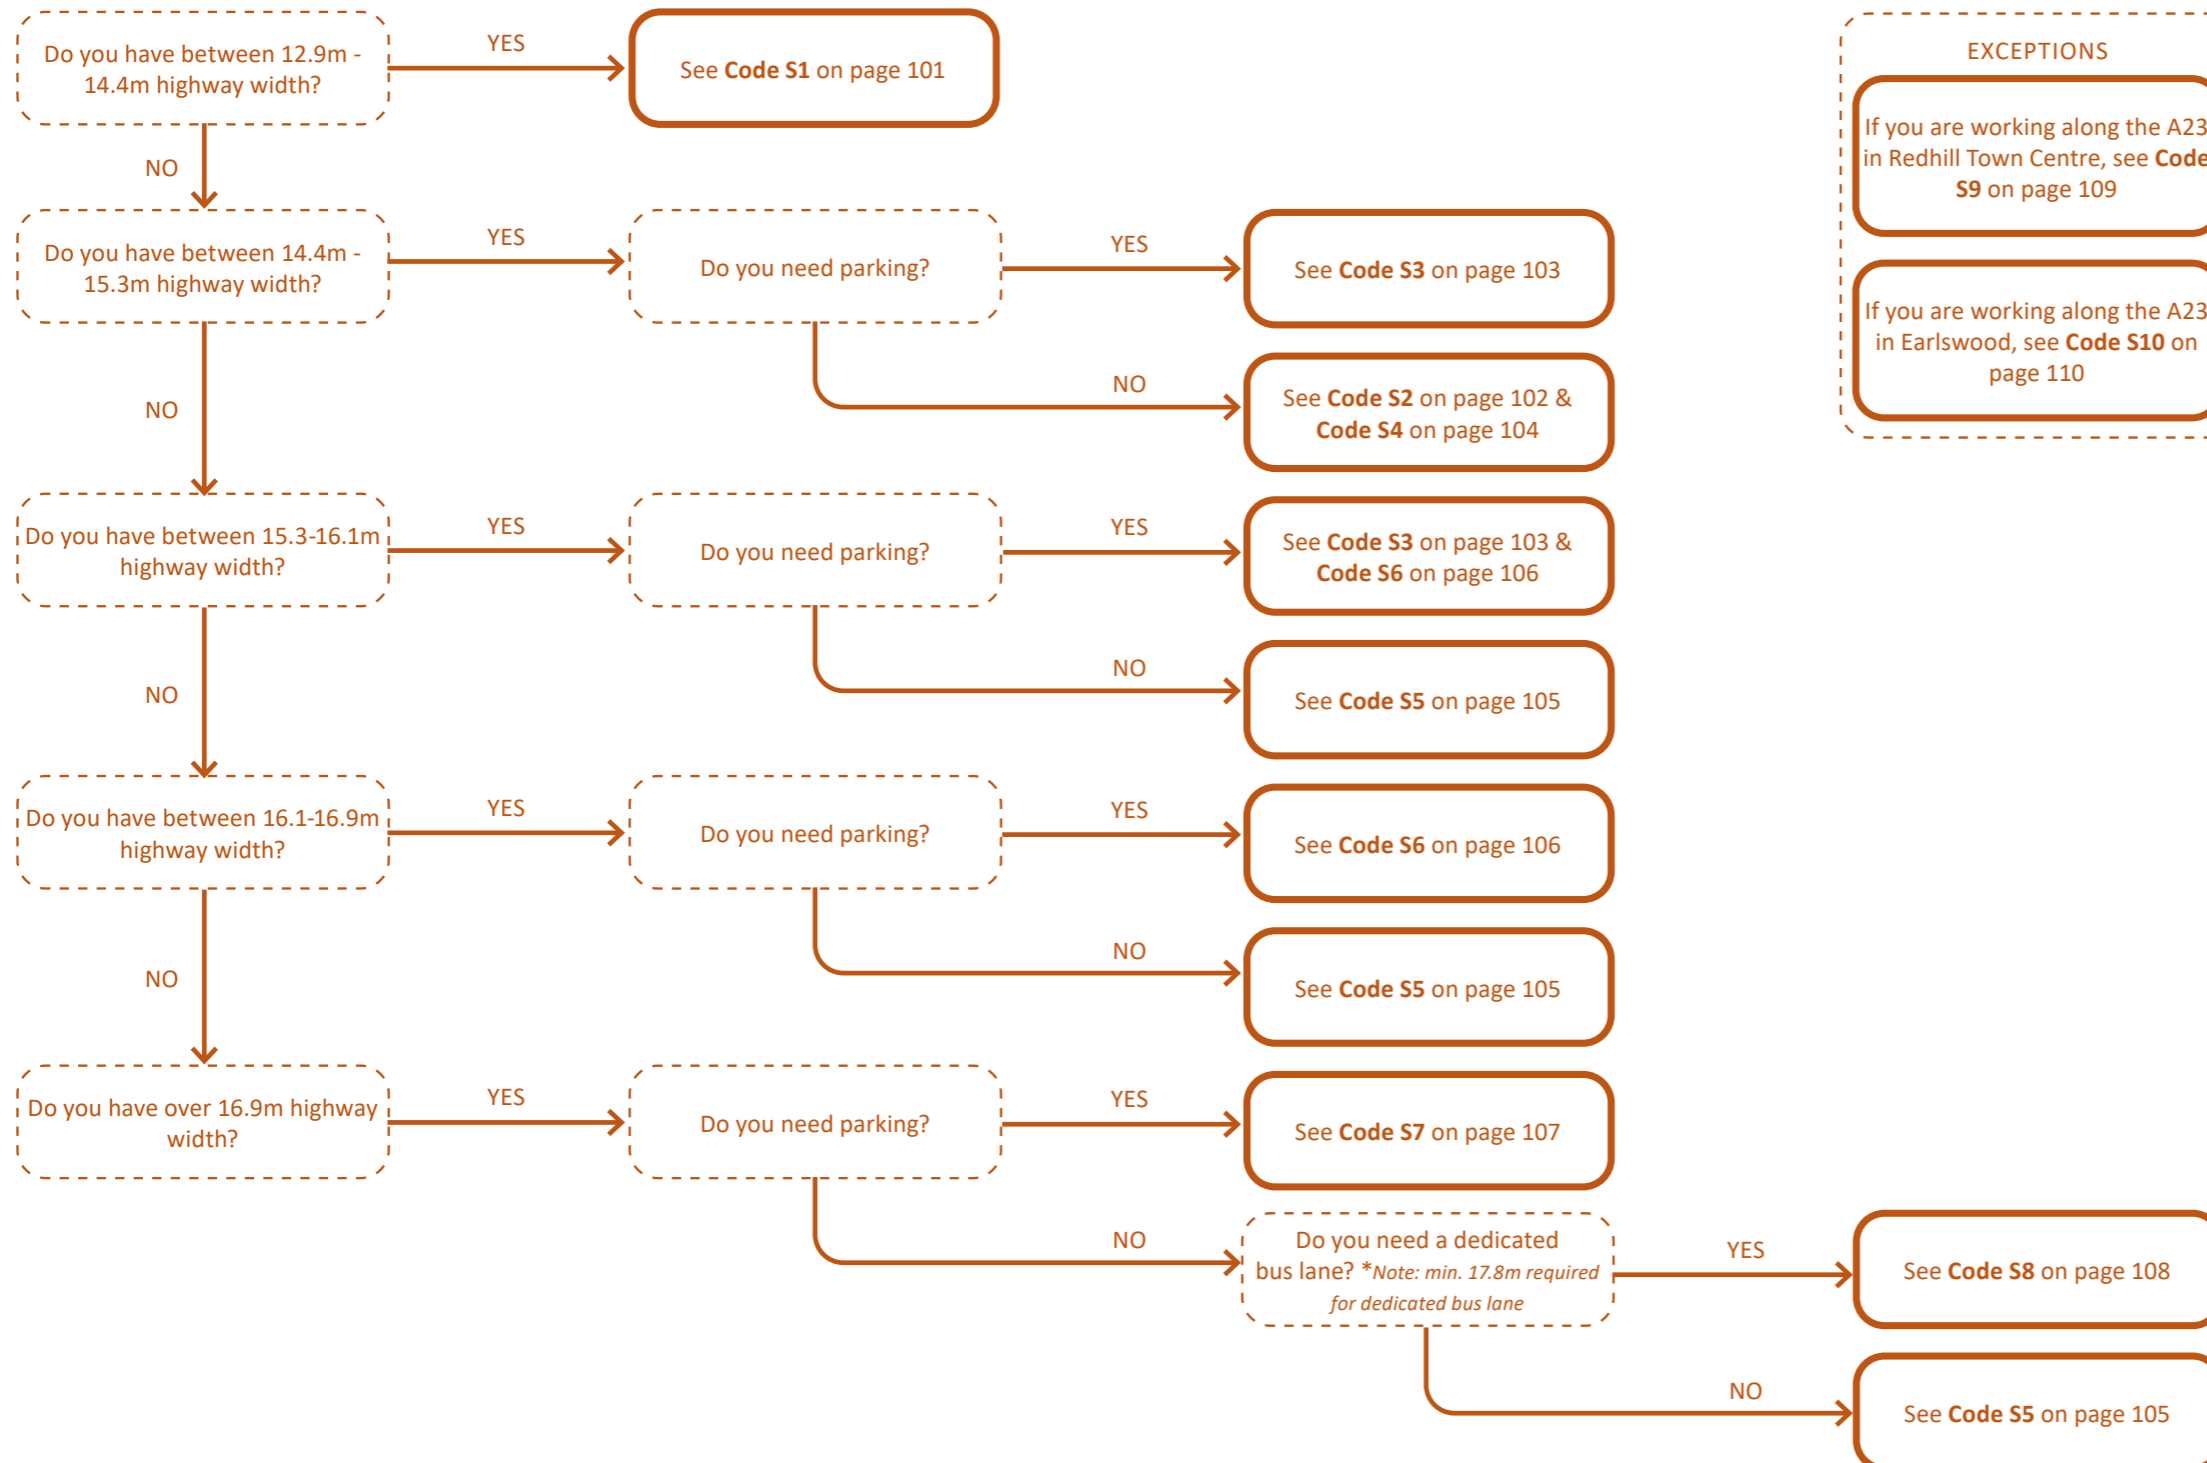 Do you have between 12.9m -
14.4m highway width?
YES
See Code S1 on page 101
NO
Do you have between 14.4m -
15.3m highway width?
YES
Do you need parking?
YES
See Code S3 on page 103
NO
See Code S2 on page 102 &
Code S4 on page 104
NO
Do you have between 15.3-16.1m
highway width?
YES
Do you need parking?
YES
See Code S3 on page 103 &
Code S6 on page 106
NO
See Code S5 on page 105
NO
Do you have between 16.1-16.9m
highway width?
YES
Do you need parking?
YES
See Code S6 on page 106
NO
See Code S5 on page 105
NO
Do you have over 16.9m highway
width?
YES
Do you need parking?
YES
See Code S7 on page 107
NO
Do you need a dedicated
bus lane? *Note: min. 17.8m required
for dedicated bus lane
YES
See Code S8 on page 108
NO
See Code S5 on page 105
EXCEPTIONS
If you are working along the A23
in Redhill Town Centre, see Code
S9 on page 109
If you are working along the A23
in Earlswood, see Code S10 on
page 110